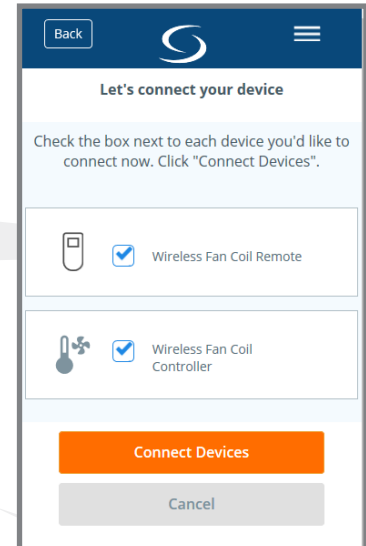 Back
Let's connect your device
Check the box next to each device you'd like to
connect now. Click "Connect Devices".
Wireless Fan Coil Remote
Wireless Fan Coil
Controller
Connect Devices
Cancel